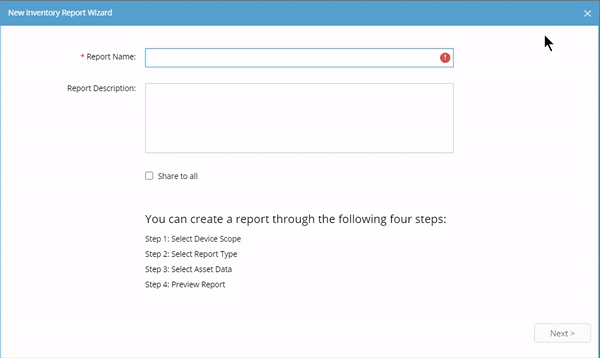 New Inventory Report Wizard
* Report Name:
Report Description:
Share to all
You can create a report through the following four steps:
Step 1: Select Device Scope
Step 2: Select Report Type
Step 3: Select Asset Data
Step 4: Preview Report
Next >